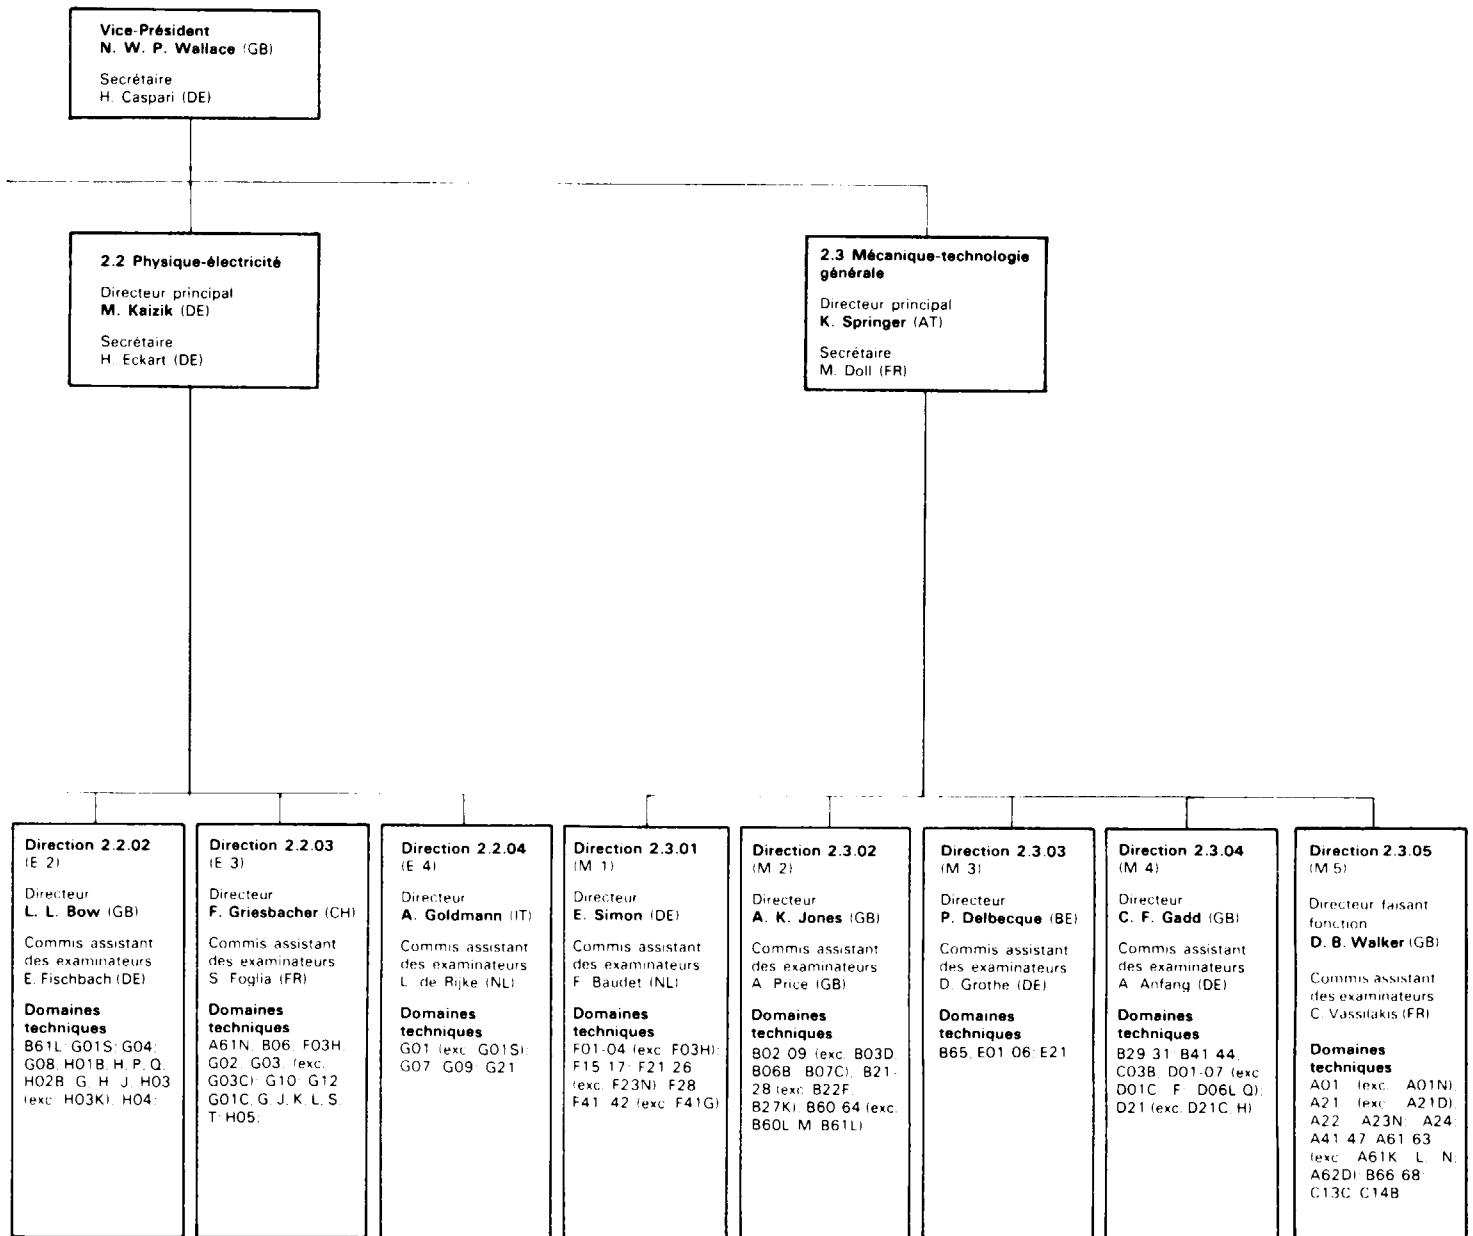 Vice-Président
N. W. P. Wallace (GB)
Secrétaire
H. Caspari (DE)
2.2 Physique-électricité
Directeur principal
M. Kaizik (DE)
Secrétaire
H. Eckart (DE)
2.3 Mécanique-technologie
générale
Directeur principal
K. Springer (AT)
Secrétaire
M. Doll (FR)
Direction 2.2.02
(E 2)
Directeur
L. L. Bow (GB)
Commis assistant
des examinateurs
E. Fischbach (DE)
Domaines
techniques
B61L; G01S; G04;
G08, H01B, H, P, Q,
H02B G, H, J, H03
(exc H03K), H04;
Direction 2.2.03
(E 3)
Directeur
F. Griesbacher (CH)
Commis assistant
des examinateurs
S Foglia (FR)
Domaines
techniques
A61N, B06, F03H,
G02, G03, (exc.
G03C) G10 G12
G01C, G, J, K, L, S,
T H05;
Direction 2.2.04
(E 4)
Directeur
A. Goldmann (IT)
Commis assistant
des examinateurs
L de Rijke (NL)
Domaines
techniques
G01 (exc G01S);
G07 G09 G21
Direction 2.3.01
(M 1)
Directeur
E. Simon (DE)
Commis assistant
des examinateurs
F Baudet (NL)
Domaines
techniques
F01-04 (exc F03H);
F15 17; F21 26
(exc. F23N) F28
F41 42 (exc F41G)
Direction 2.3.02
(M 2)
Directeur
A. K. Jones (GB)
Commis assistant
des examinateurs
A Price (GB)
Domaines
techniques
B02 09 (exc. B03D,
B06B B07C), B21-
28 (exc B22F,
B27K), B60 64 (exc.
B60L M B61L)
Direction 2.3.03
(M 3)
Directeur
P. Delbecque (BE)
Commis assistant
des examinateurs
D. Grothe (DE)
Domaines
techniques
B65, E01 06; E21
Direction 2.3.04
(M 4)
Directeur
C. F. Gadd (GB)
Commis assistant
des examinateurs
A Anfang (DE)
Domaines
techniques
B29 31 B41 44,
C03B, D01-07 (exc
D01C F D06L Q);
D21 (exc. D21C, H)
Direction 2.3.05
(M 5)
Directeur faisant
fonction
D. B. Walker (GB)
Commis assistant
des examinateurs
C. Vassilakis (FR)
Domaines
techniques
A01 (exc. A01N),
A21 (exc A21D),
A22 A23N; A24;
A41 47 A61 63
(exc A61K L N;
A62D) B66 68
C13C C14B